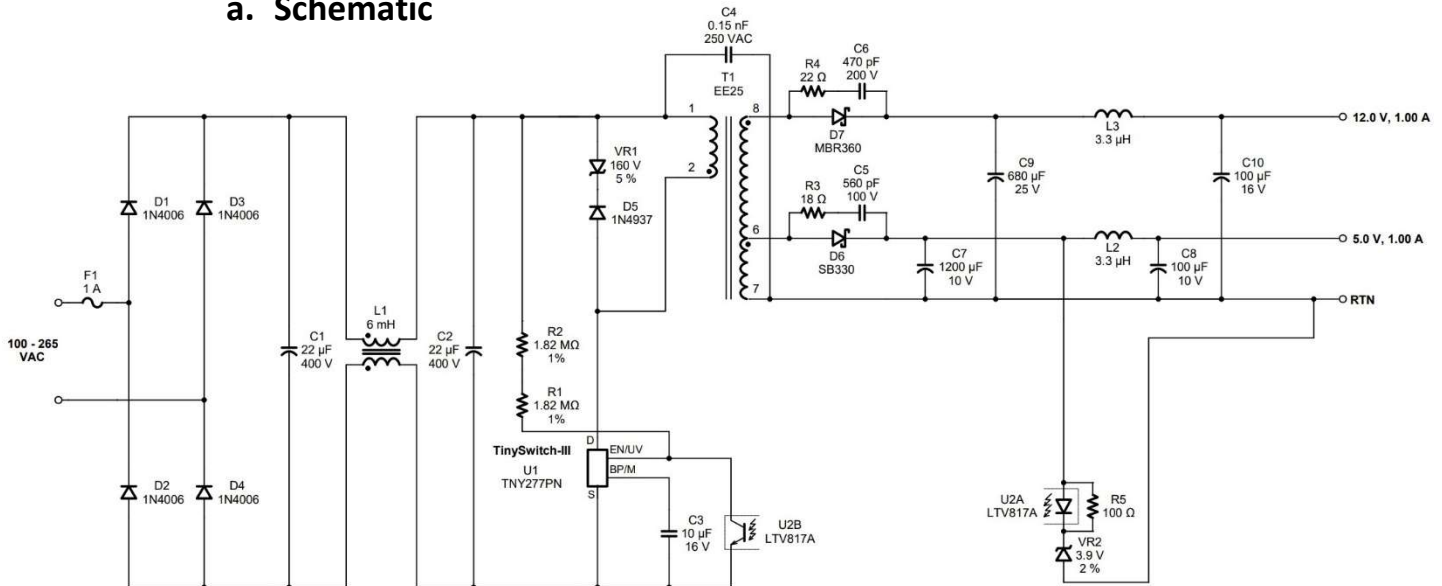 a. Schematic
C4
0.15 nF
250 VAC
T1
EE25
1
2
8
6
7
R4
22 Ω
C6
470 pF
200 V
D7
MBR360
R3
18 Ω
C5
560 pF
100 V
D6
SB330
L3
3.3 µH
12.0 V, 1.00 A
C9
680 µF
25 V
C10
100 µF
16 V
L2
3.3 µH
5.0 V, 1.00 A
C7
1200 µF
10 V
C8
100 µF
10 V
RTN
D1
1N4006
D3
1N4006
VR1
160 V
5 %
D5
1N4937
F1
1 A
100 - 265
VAC
C1
22 µF
400 V
L1
6 mH
C2
22 µF
400 V
R2
1.82 MΩ
1%
R1
1.82 MΩ
1%
D2
1N4006
D4
1N4006
TinySwitch-III
U1
TNY277PN
D
EN/UV
BP/M
S
C3
10 µF
16 V
U2B
LTV817A
U2A
LTV817A
R5
100 Ω
VR2
3.9 V
2 %